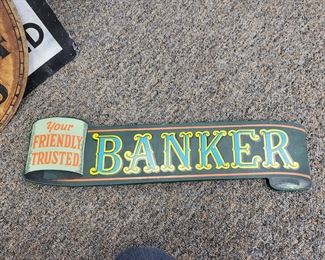 Your
FRIENDLY,
TRUSTED,
BANKER
D